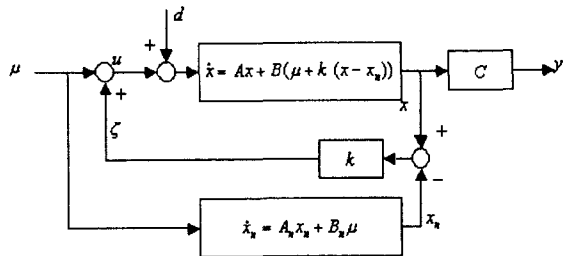 d
μ
u
+
+
ẋ = Ax + B(μ + k (x − xₙ))
C
y
x
ζ
+
−
k
ẋₙ = Aₙxₙ + Bₙμ
xₙ